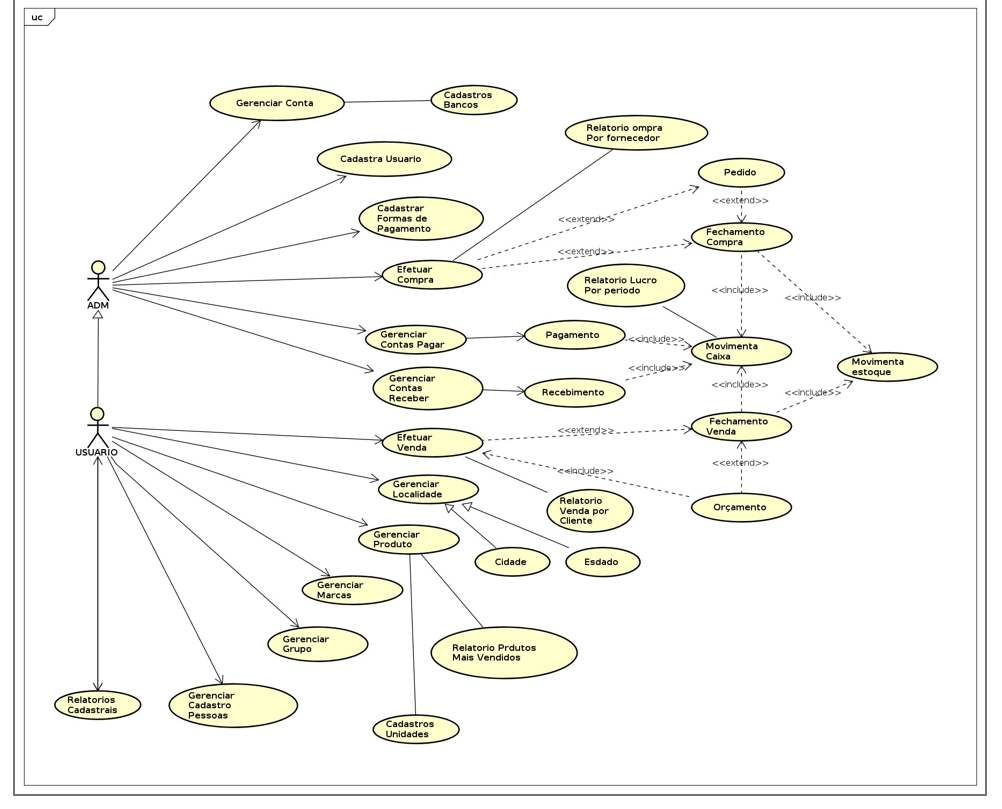 uc
Gerenciar Conta
Cadastros
Bancos
Relatorio ompra
Por fornecedor
Cadastra Usuario
Pedido
<<extend>>
Cadastrar
Formas de
Pagamento
<<extend>>
Fechamento
Compra
<<extend>>
Efetuar
Compra
ADM
Relatorio Lucro
Por periodo
<<include>>
<<include>>
Gerenciar
Contas Pagar
Pagamento
<<include>>
Movimenta
Caixa
Movimenta
estoque
<<include>>
Gerenciar
Contas
Receber
Recebimento
<<include>>
<<include>>
Fechamento
Venda
<<extend>>
Efetuar
Venda
USUARIO
<<extend>>
<<include>>
Gerenciar
Localidade
Relatorio
Venda por
Cliente
Orçamento
Gerenciar
Produto
Cidade
Esdado
Gerenciar
Marcas
Gerenciar
Grupo
Relatorio Prdutos
Mais Vendidos
Relatorios
Cadastrais
Gerenciar
Cadastro
Pessoas
Cadastros
Unidades